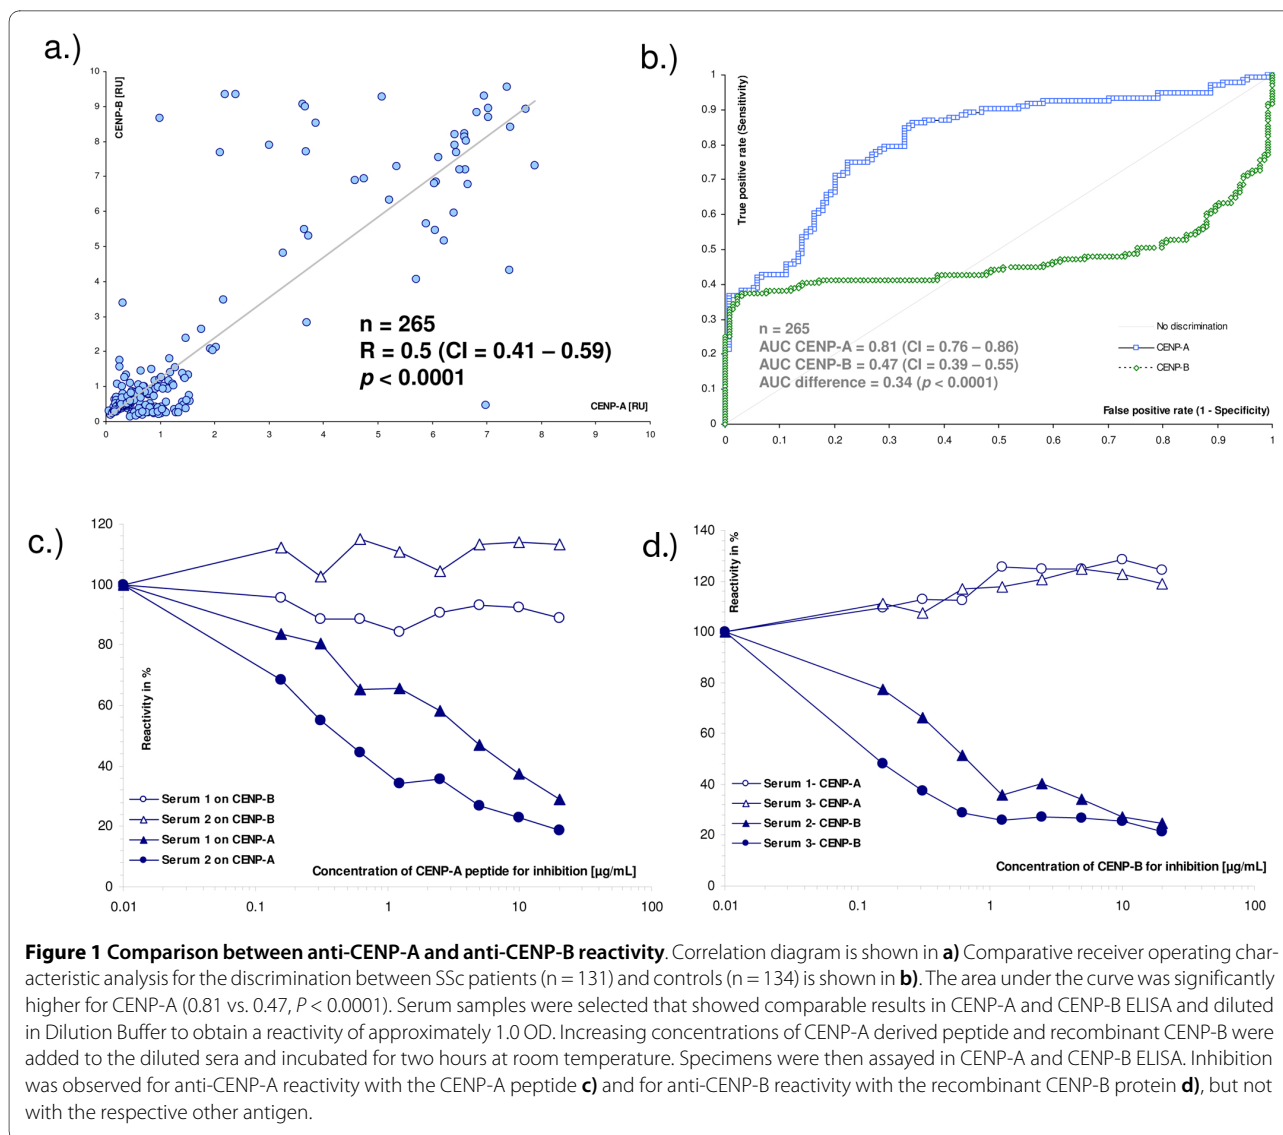 a.)
CENP-B [RU]
10
9
8
7
6
5
4
3
2
1
0
n = 265
R = 0.5 (CI = 0.41 – 0.59)
p < 0.0001
CENP-A [RU]
0 1 2 3 4 5 6 7 8 9 10
b.)
True positive rate (Sensitivity)
1
0.9
0.8
0.7
0.6
0.5
0.4
0.3
0.2
0.1
0
n = 265
AUC CENP-A = 0.81 (CI = 0.76 – 0.86)
AUC CENP-B = 0.47 (CI = 0.39 – 0.55)
AUC difference = 0.34 (p < 0.0001)
No discrimination
CENP-A
CENP-B
False positive rate (1 - Specificity)
0 0.1 0.2 0.3 0.4 0.5 0.6 0.7 0.8 0.9 1
c.)
120
100
80
60
40
20
0
Reactivity in %
Serum 1 on CENP-B
Serum 2 on CENP-B
Serum 1 on CENP-A
Serum 2 on CENP-A
Concentration of CENP-A peptide for inhibition [µg/mL]
0.01 0.1 1 10 100
d.)
140
120
100
80
60
40
20
0
Reactivity in %
Serum 1- CENP-A
Serum 3- CENP-A
Serum 2- CENP-B
Serum 3- CENP-B
Concentration of CENP-B for inhibition [µg/mL]
0.01 0.1 1 10 100
Figure 1 Comparison between anti-CENP-A and anti-CENP-B reactivity. Correlation diagram is shown in a) Comparative receiver operating char-
acteristic analysis for the discrimination between SSc patients (n = 131) and controls (n = 134) is shown in b). The area under the curve was significantly
higher for CENP-A (0.81 vs. 0.47, P < 0.0001). Serum samples were selected that showed comparable results in CENP-A and CENP-B ELISA and diluted
in Dilution Buffer to obtain a reactivity of approximately 1.0 OD. Increasing concentrations of CENP-A derived peptide and recombinant CENP-B were
added to the diluted sera and incubated for two hours at room temperature. Specimens were then assayed in CENP-A and CENP-B ELISA. Inhibition
was observed for anti-CENP-A reactivity with the CENP-A peptide c) and for anti-CENP-B reactivity with the recombinant CENP-B protein d), but not
with the respective other antigen.